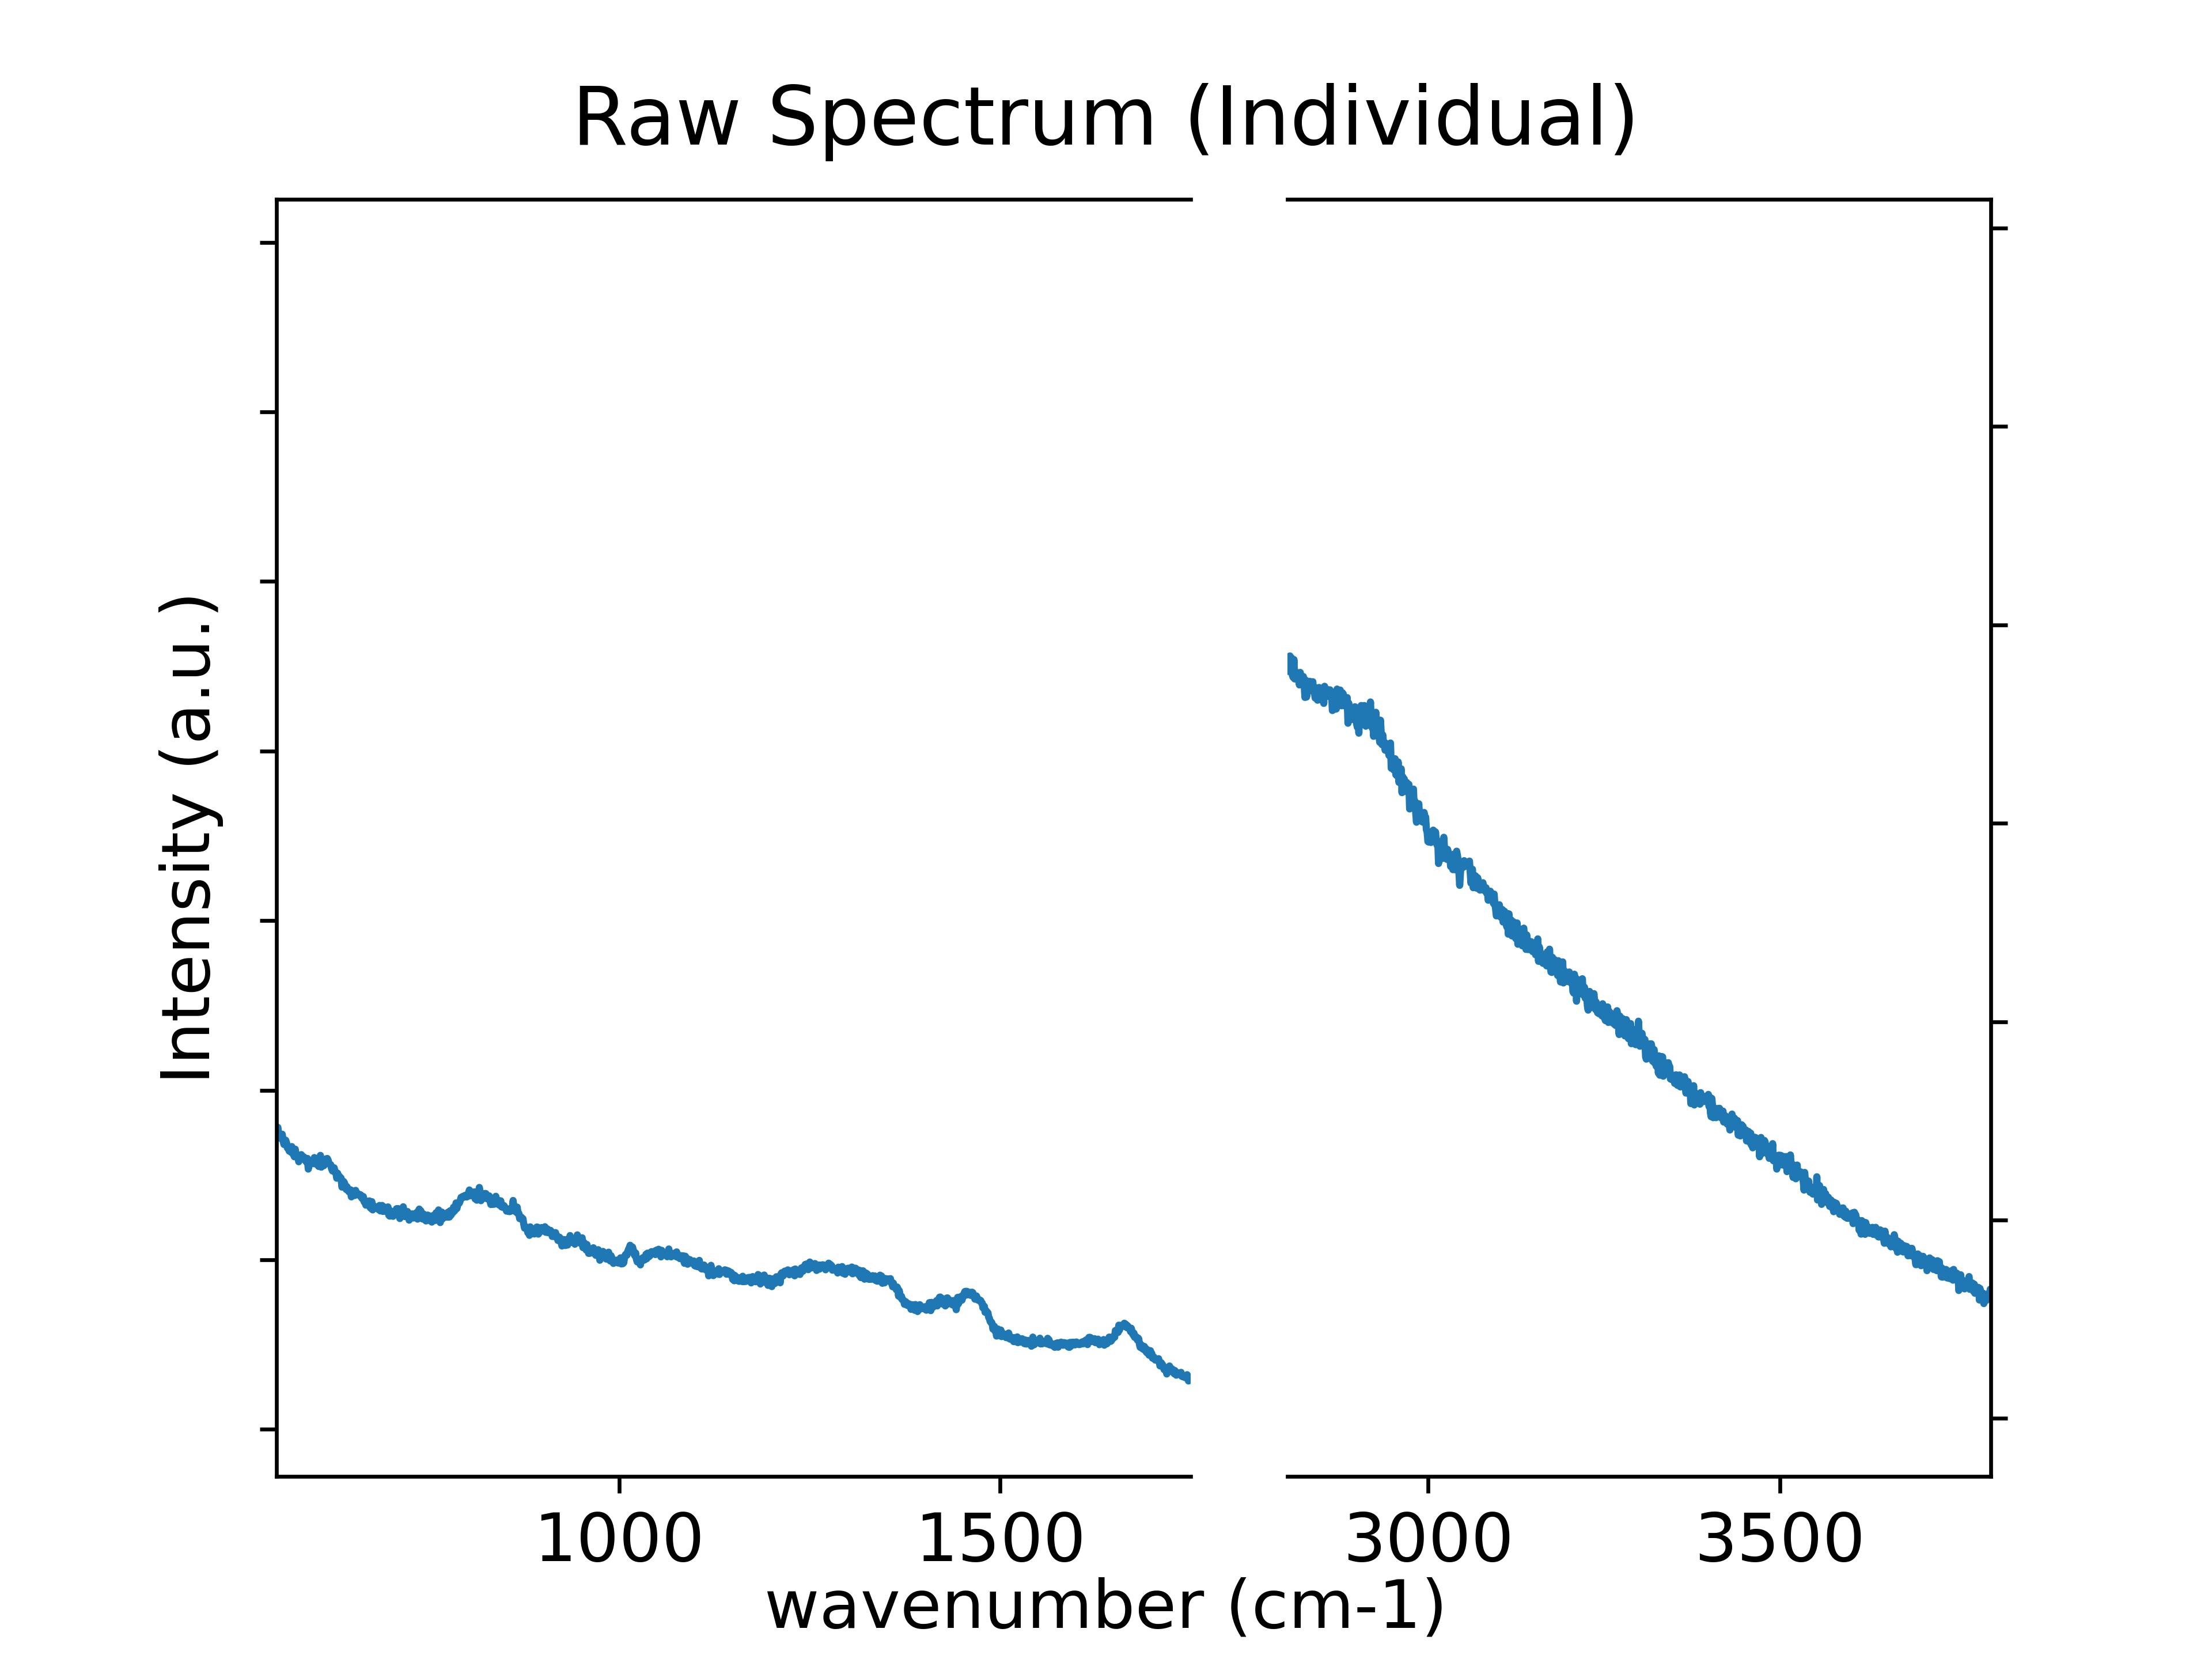 Raw Spectrum (Individual)
Intensity (a.u.)
1000 1500 3000 3500
wavenumber (cm-1)